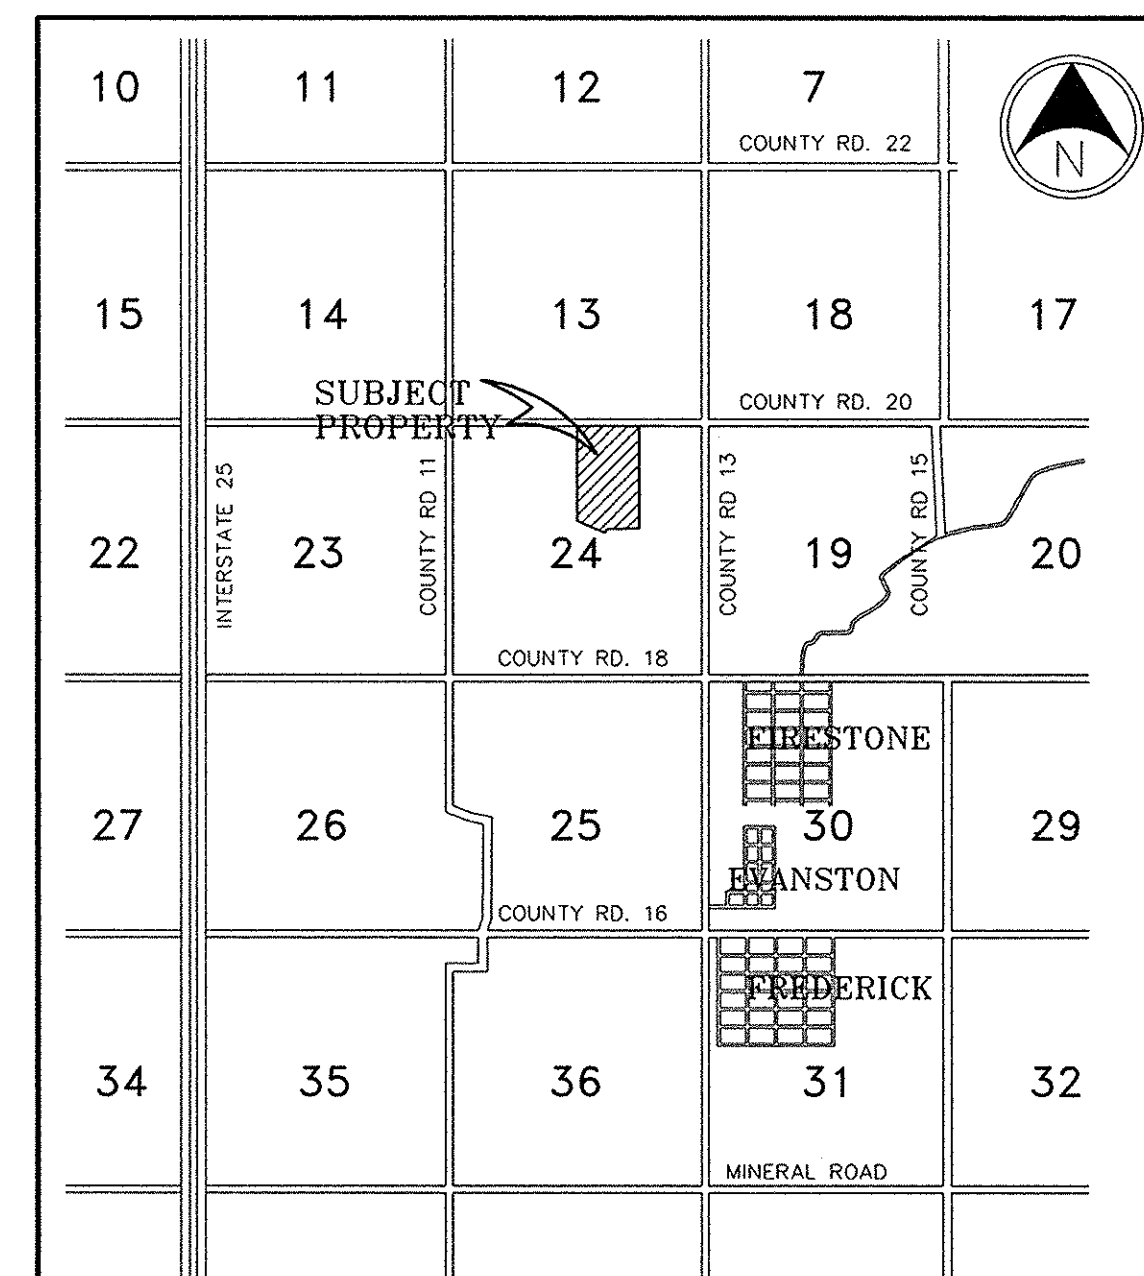 10
11
12
7
COUNTY RD. 22
N
15
14
13
18
17
SUBJECT
PROPERTY
COUNTY RD. 20
INTERSTATE 25
COUNTY RD 11
COUNTY RD 13
COUNTY RD 15
22
23
24
19
20
COUNTY RD. 18
FIRESTONE
27
26
25
30
29
EVANSTON
COUNTY RD. 16
FREDERICK
34
35
36
31
32
MINERAL ROAD